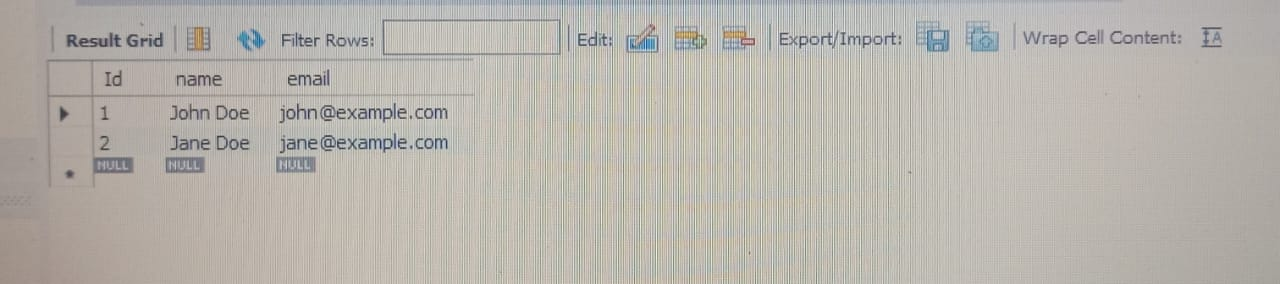 Result Grid Filter Rows: Edit: Export/Import: Wrap Cell Content: A
Id name email
1 John Doe john@example.com
2 Jane Doe jane@example.com
NULL NULL NULL